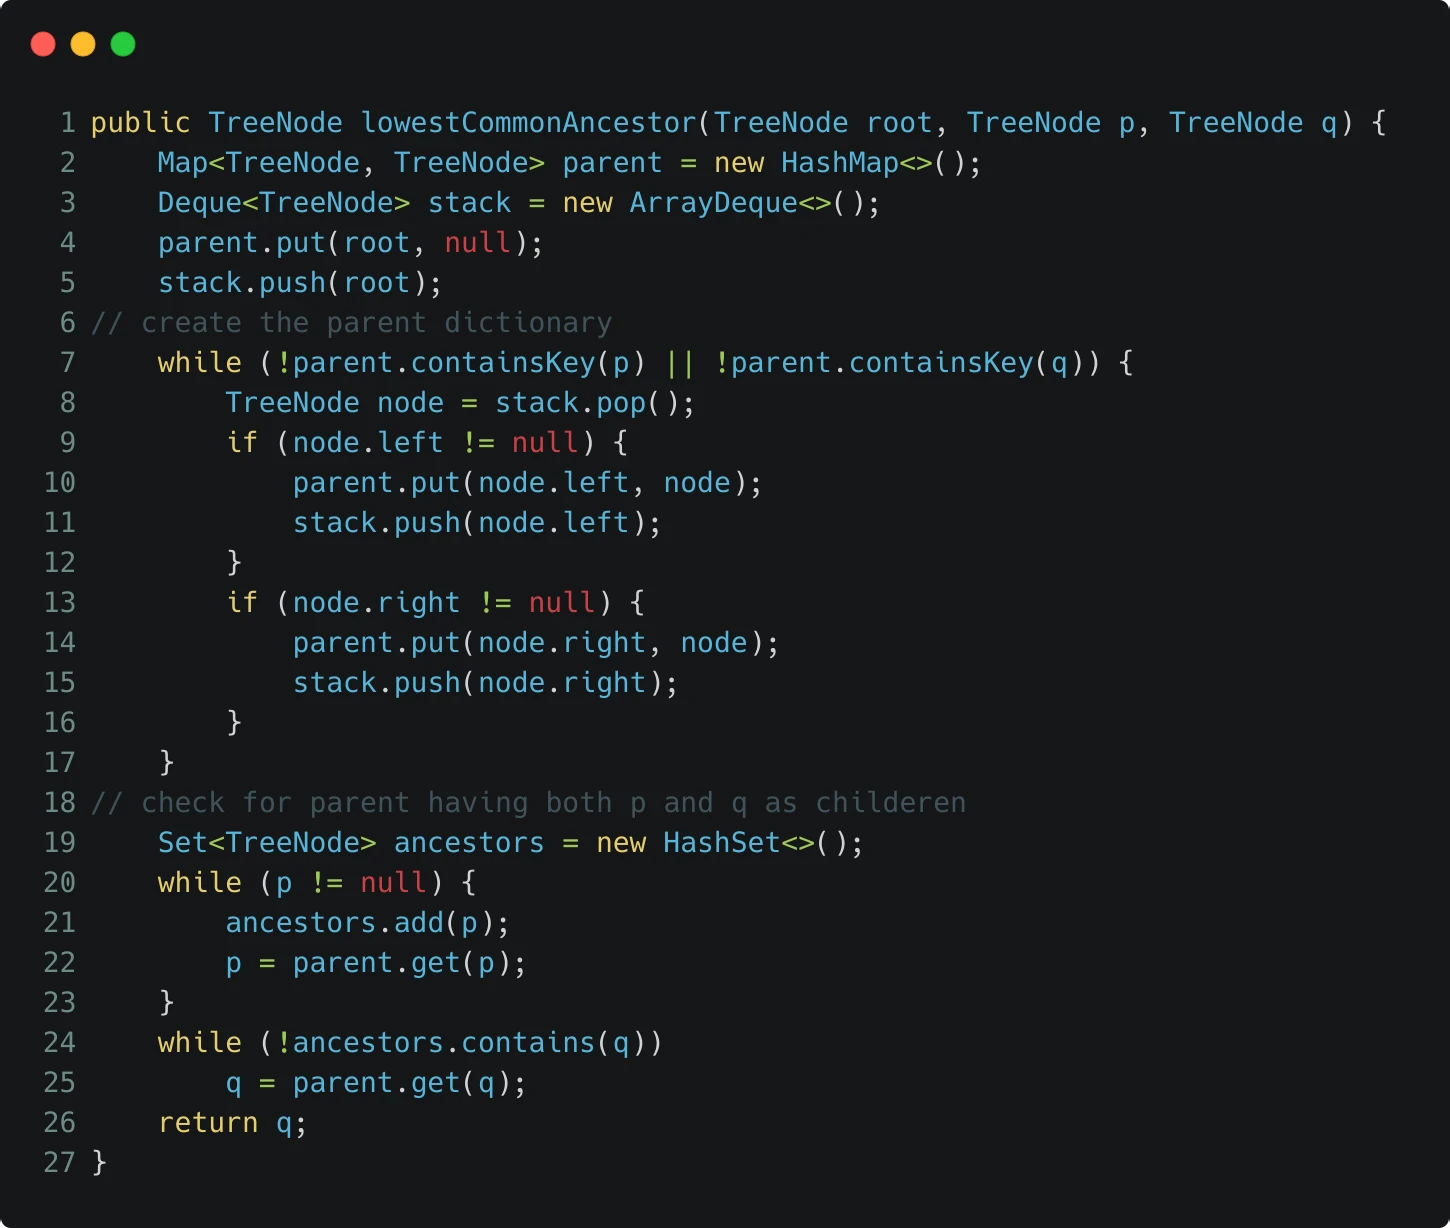 1 public TreeNode lowestCommonAncestor(TreeNode root, TreeNode p, TreeNode q) {
2     Map<TreeNode, TreeNode> parent = new HashMap<>();
3     Deque<TreeNode> stack = new ArrayDeque<>();
4     parent.put(root, null);
5     stack.push(root);
6 // create the parent dictionary
7     while (!parent.containsKey(p) || !parent.containsKey(q)) {
8         TreeNode node = stack.pop();
9         if (node.left != null) {
10             parent.put(node.left, node);
11             stack.push(node.left);
12         }
13         if (node.right != null) {
14             parent.put(node.right, node);
15             stack.push(node.right);
16         }
17     }
18 // check for parent having both p and q as childeren
19     Set<TreeNode> ancestors = new HashSet<>();
20     while (p != null) {
21         ancestors.add(p);
22         p = parent.get(p);
23     }
24     while (!ancestors.contains(q))
25         q = parent.get(q);
26     return q;
27 }